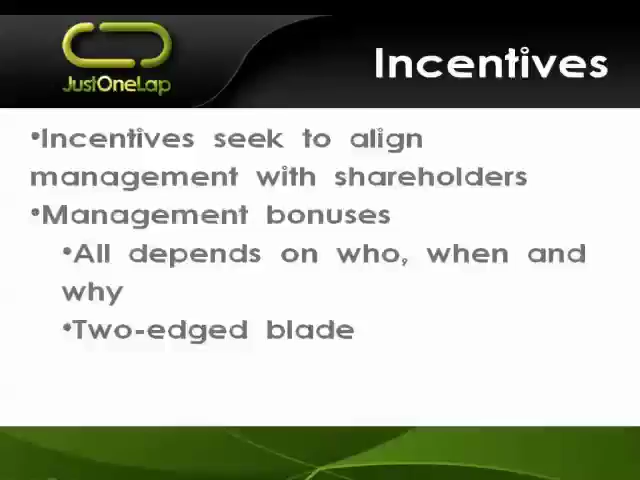 JustOneLap
Incentives
•Incentives seek to align
management with shareholders
•Management bonuses
•All depends on who, when and
why
•Two-edged blade